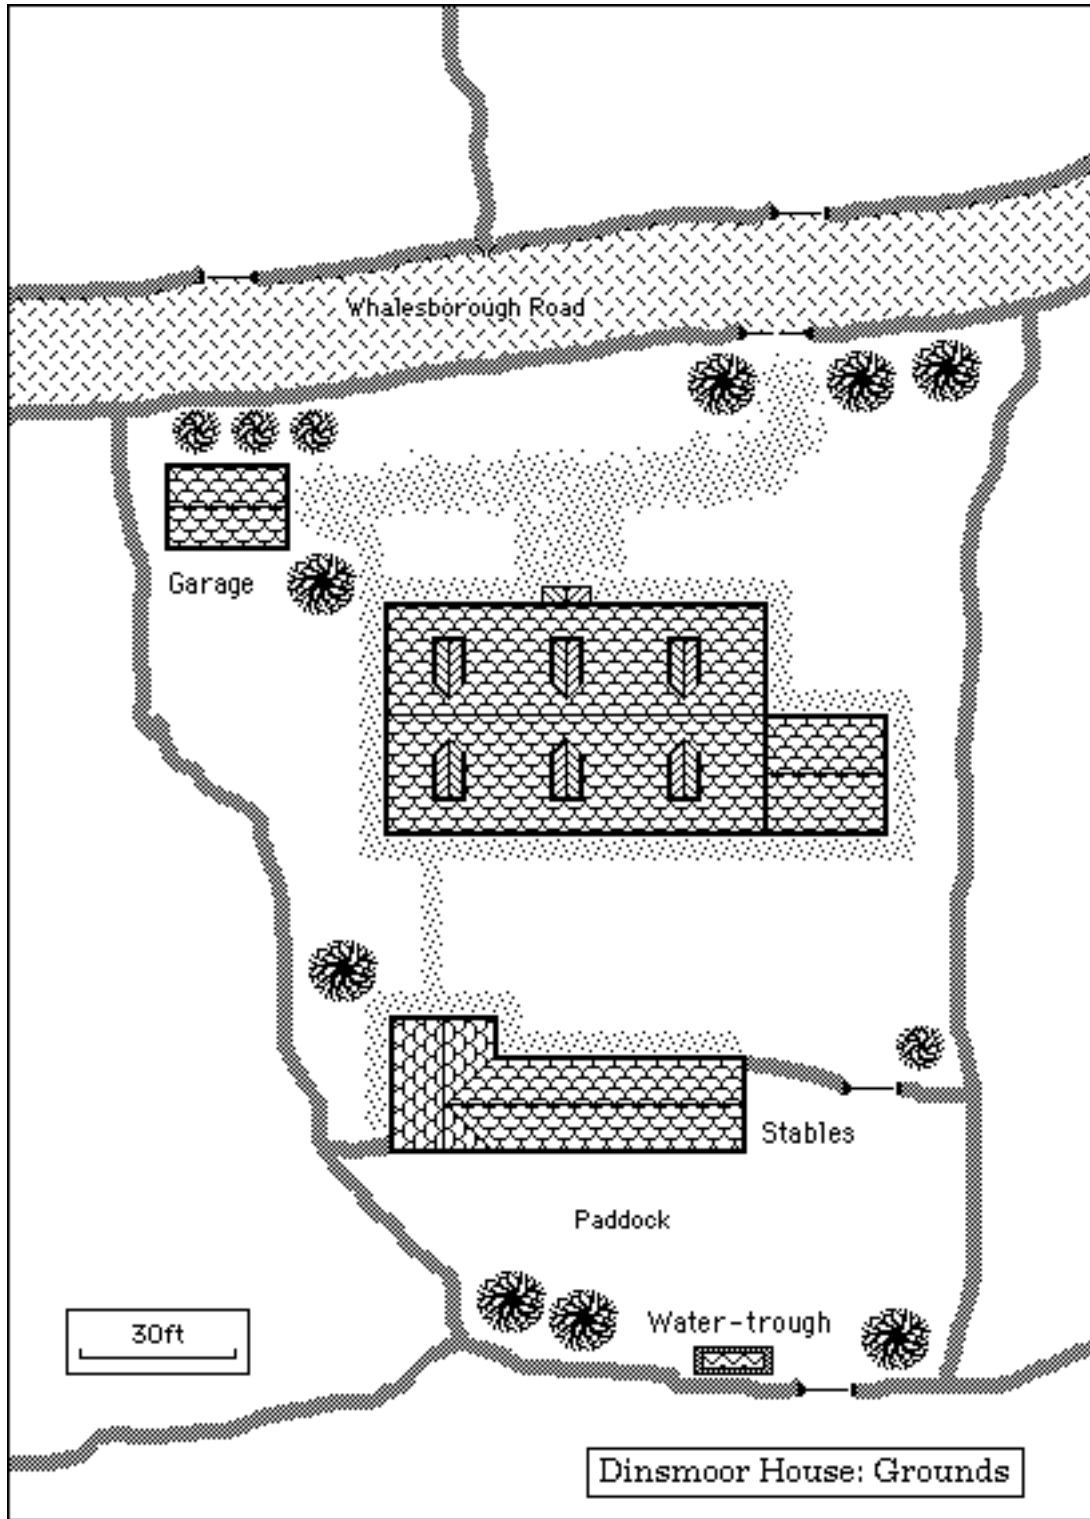 Whalesborough Road
Garage
Stables
Paddock
Water-trough
30ft
Dinsmoor House: Grounds